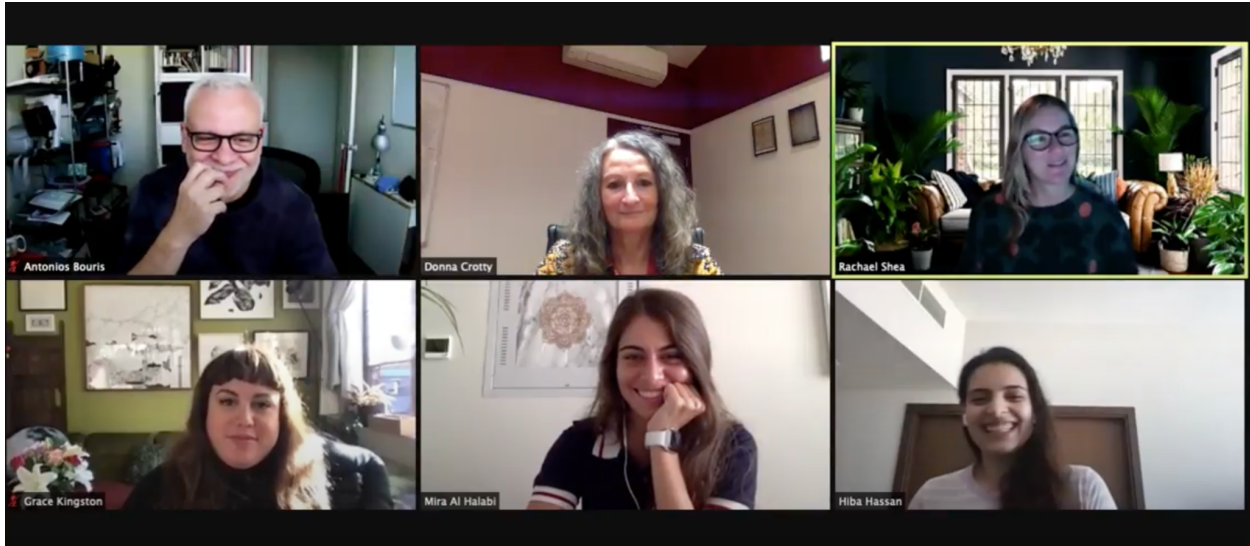 Antonios Bouris
Donna Crotty
Rachael Shea
Grace Kingston
Mira Al Halabi
Hiba Hassan